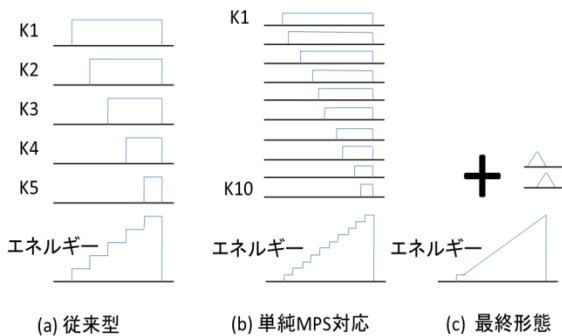 K1
K2
K3
K4
K5
エネルギー
(a) 従来型
K1
K10
エネルギー
(b) 単純MPS対応
+
エネルギー
(c) 最終形態